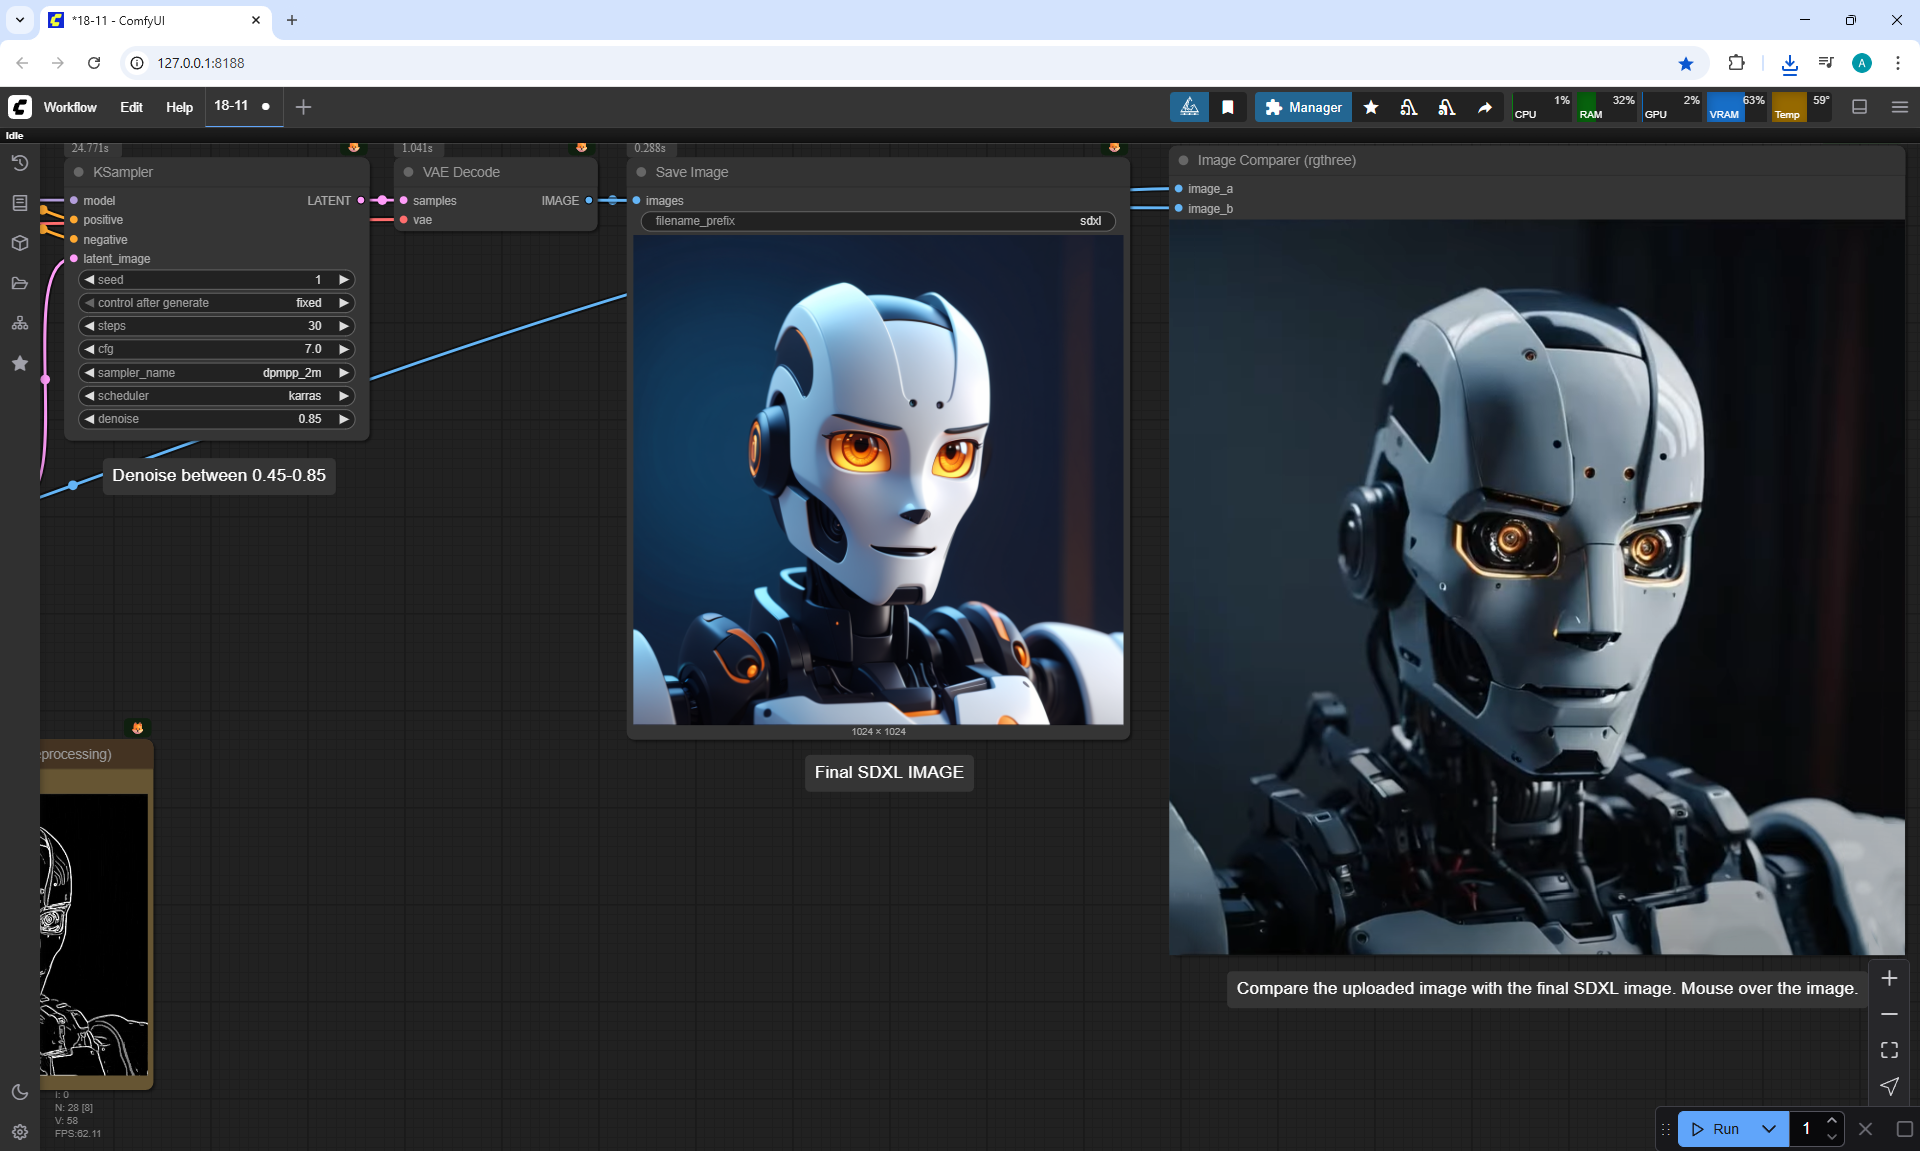 *18-11 - ComfyUI
127.0.0.1:8188
A
Workflow
Edit
Help
18-11
Manager
CPU
1%
RAM
32%
GPU
2%
VRAM
63%
Temp
59°
Idle
24.771s
KSampler
model
LATENT
positive
negative
latent_image
seed
1
control after generate
fixed
steps
30
cfg
7.0
sampler_name
dpmpp_2m
scheduler
karras
denoise
0.85
Denoise between 0.45-0.85
1.041s
VAE Decode
samples
IMAGE
vae
0.288s
Save Image
images
filename_prefix
sdxl
1024 × 1024
Final SDXL IMAGE
Image Comparer (rgthree)
image_a
image_b
Compare the uploaded image with the final SDXL image. Mouse over the image.
eprocessing)
I: 0
N: 28 [8]
V: 58
FPS:62.11
Run
1